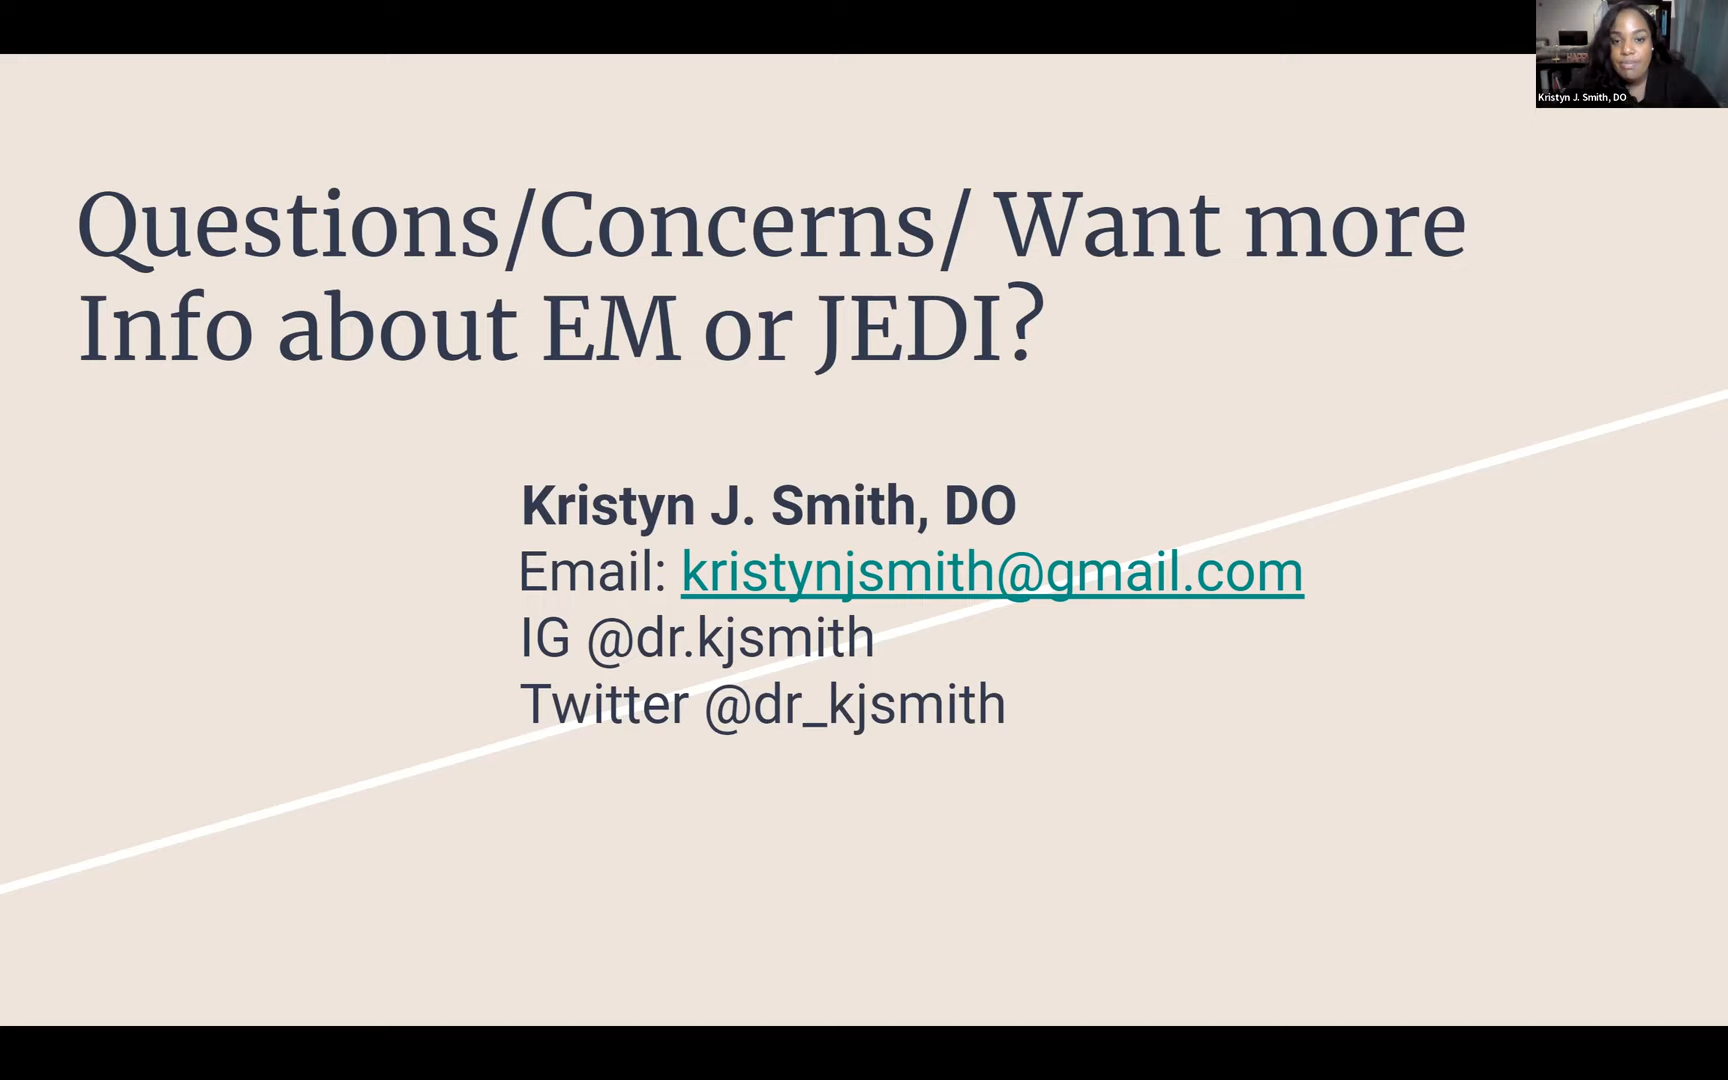 Kristyn J. Smith, DO
Questions/Concerns/ Want more
Info about EM or JEDI?
Kristyn J. Smith, DO
Email: kristynjsmith@gmail.com
IG @dr.kjsmith
Twitter @dr_kjsmith